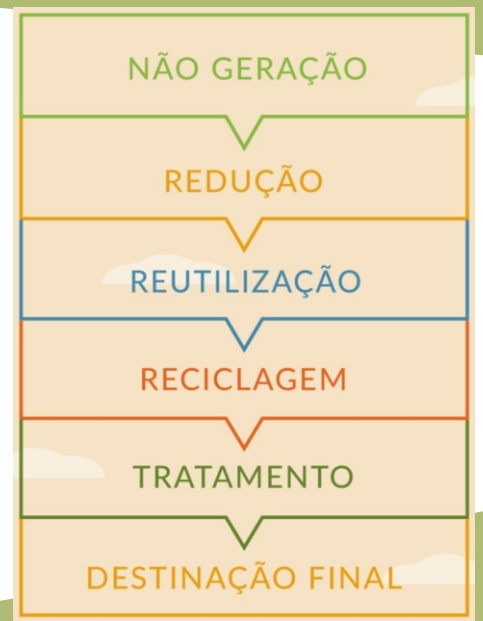 NÃO GERAÇÃO
REDUÇÃO
REUTILIZAÇÃO
RECICLAGEM
TRATAMENTO
DESTINAÇÃO FINAL